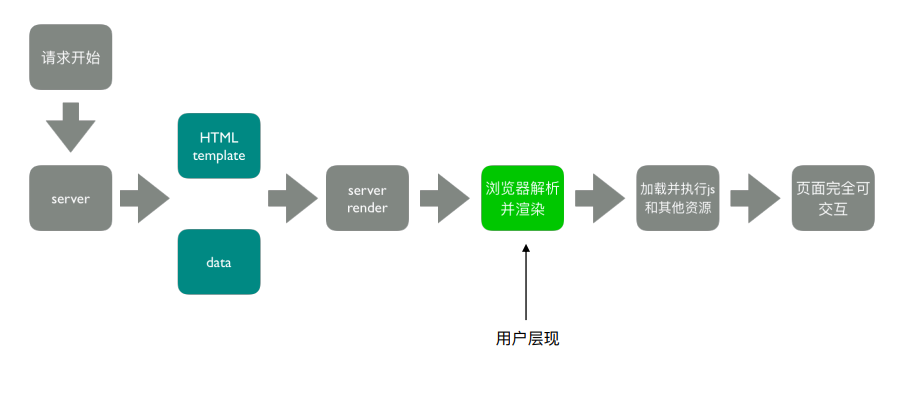 请求开始
server
HTML
template
data
server
render
浏览器解析
并渲染
加载并执行js
和其他资源
页面完全可
交互
用户层现